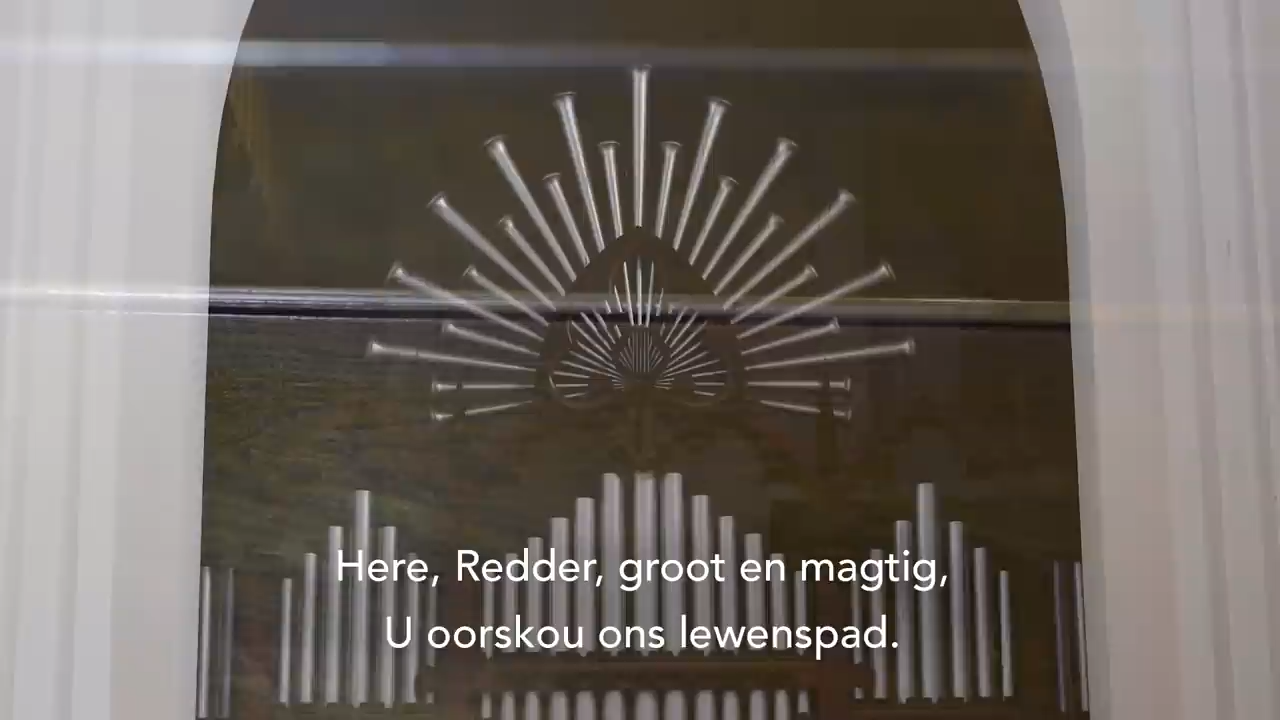 Here, Redder, groot en magtig,
U oorskou ons lewenspad.